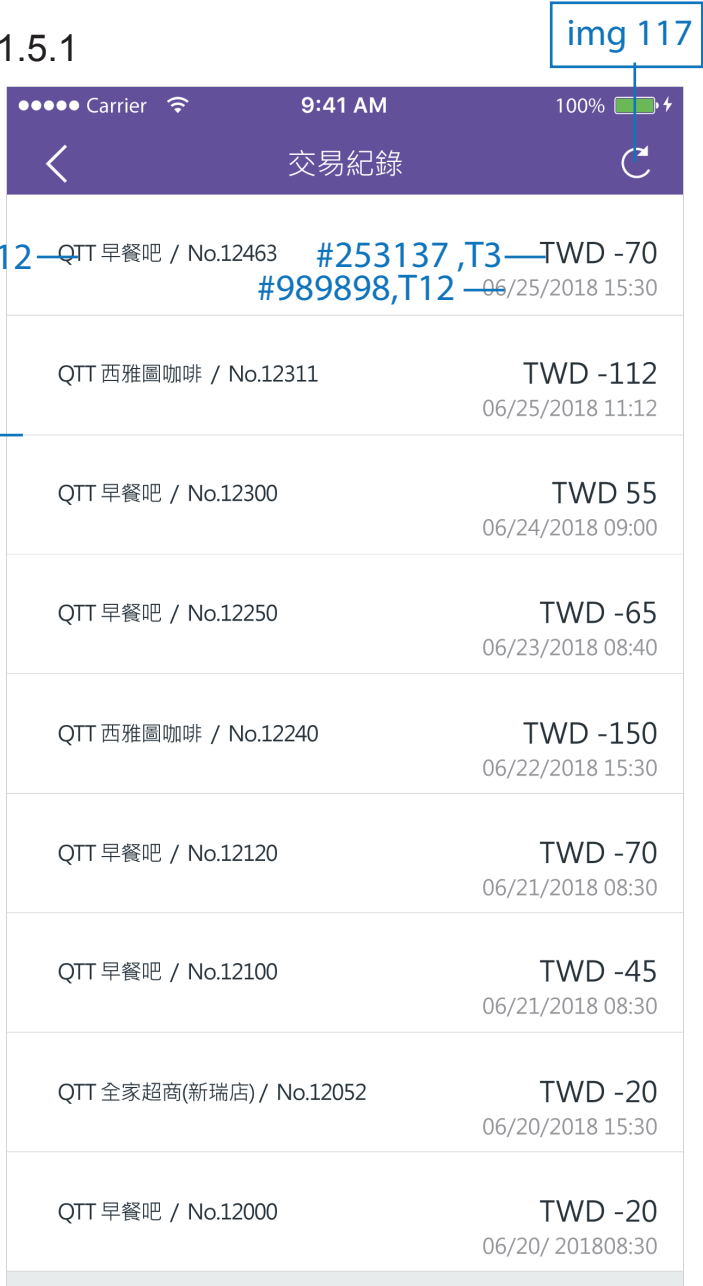 img 117
1.5.1
Carrier 9:41 AM 100%
交易紀錄
12 QTT 早餐吧 / No.12463 #253137 ,T3 TWD -70
#989898,T12 06/25/2018 15:30
QTT 西雅圖咖啡 / No.12311 TWD -112
06/25/2018 11:12
QTT 早餐吧 / No.12300 TWD 55
06/24/2018 09:00
QTT 早餐吧 / No.12250 TWD -65
06/23/2018 08:40
QTT 西雅圖咖啡 / No.12240 TWD -150
06/22/2018 15:30
QTT 早餐吧 / No.12120 TWD -70
06/21/2018 08:30
QTT 早餐吧 / No.12100 TWD -45
06/21/2018 08:30
QTT 全家超商(新瑞店) / No.12052 TWD -20
06/20/2018 15:30
QTT 早餐吧 / No.12000 TWD -20
06/20/ 201808:30